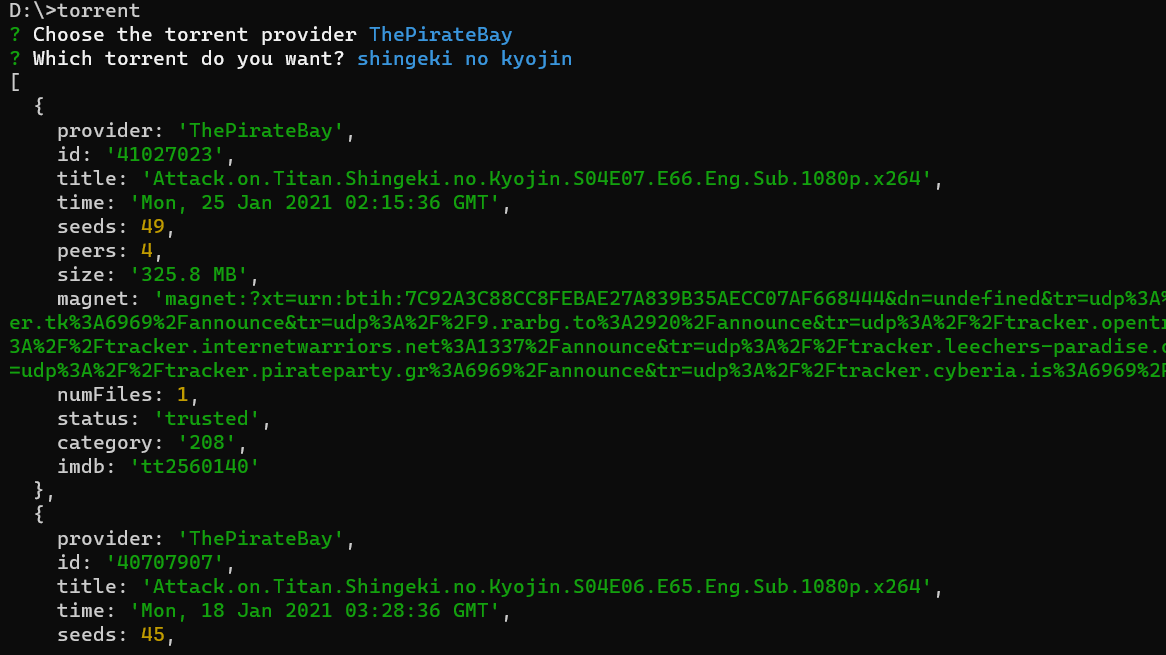 D:\>torrent
? Choose the torrent provider ThePirateBay
? Which torrent do you want? shingeki no kyojin
[
  {
    provider: 'ThePirateBay',
    id: '41027023',
    title: 'Attack.on.Titan.Shingeki.no.Kyojin.S04E07.E66.Eng.Sub.1080p.x264',
    time: 'Mon, 25 Jan 2021 02:15:36 GMT',
    seeds: 49,
    peers: 4,
    size: '325.8 MB',
    magnet: 'magnet:?xt=urn:btih:7C92A3C88CC8FEBAE27A839B35AECC07AF668444&dn=undefined&tr=udp%3A%
er.tk%3A6969%2Fannounce&tr=udp%3A%2F%2F9.rarbg.to%3A2920%2Fannounce&tr=udp%3A%2F%2Ftracker.opentr
3A%2F%2Ftracker.internetwarriors.net%3A1337%2Fannounce&tr=udp%3A%2F%2Ftracker.leechers-paradise.o
=udp%3A%2F%2Ftracker.pirateparty.gr%3A6969%2Fannounce&tr=udp%3A%2F%2Ftracker.cyberia.is%3A6969%2F
    numFiles: 1,
    status: 'trusted',
    category: '208',
    imdb: 'tt2560140'
  },
  {
    provider: 'ThePirateBay',
    id: '40707907',
    title: 'Attack.on.Titan.Shingeki.no.Kyojin.S04E06.E65.Eng.Sub.1080p.x264',
    time: 'Mon, 18 Jan 2021 03:28:36 GMT',
    seeds: 45,